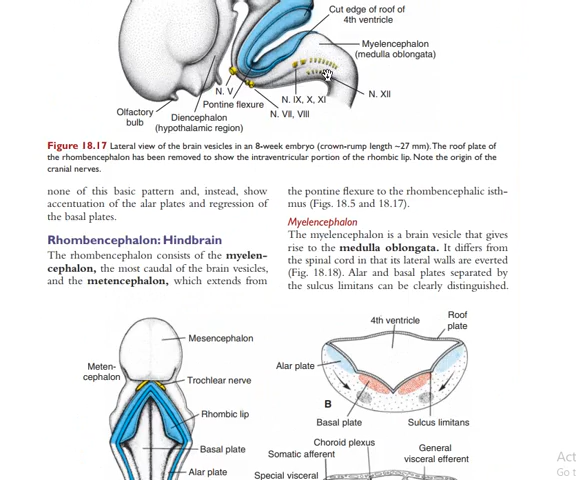 Cut edge of roof of
4th ventricle
Myelencephalon
(medulla oblongata)
N. XII
N. V
N. IX, X, XI
Pontine flexure
N. VII, VIII
Olfactory
bulb
Diencephalon
(hypothalamic region)
Figure 18.17 Lateral view of the brain vesicles in an 8-week embryo (crown-rump length ~27 mm). The roof plate of
the rhombencephalon has been removed to show the intraventricular portion of the rhombic lip. Note the origin of the
cranial nerves.
none of this basic pattern and, instead, show
accentuation of the alar plates and regression of
the basal plates.
Rhombencephalon: Hindbrain
The rhombencephalon consists of the myelen-
cephalon, the most caudal of the brain vesicles,
and the metencephalon, which extends from
the pontine flexure to the rhombencephalic isth-
mus (Figs. 18.5 and 18.17).
Myelencephalon
The myelencephalon is a brain vesicle that gives
rise to the medulla oblongata. It differs from
the spinal cord in that its lateral walls are everted
(Fig. 18.18). Alar and basal plates separated by
the sulcus limitans can be clearly distinguished.
Mesencephalon
Meten-
cephalon
Trochlear nerve
Rhombic lip
Basal plate
Alar plate
4th ventricle
Roof
plate
Alar plate
B
Basal plate
Sulcus limitans
Choroid plexus
Somatic afferent
General
visceral efferent
Special visceral
Act
Go t